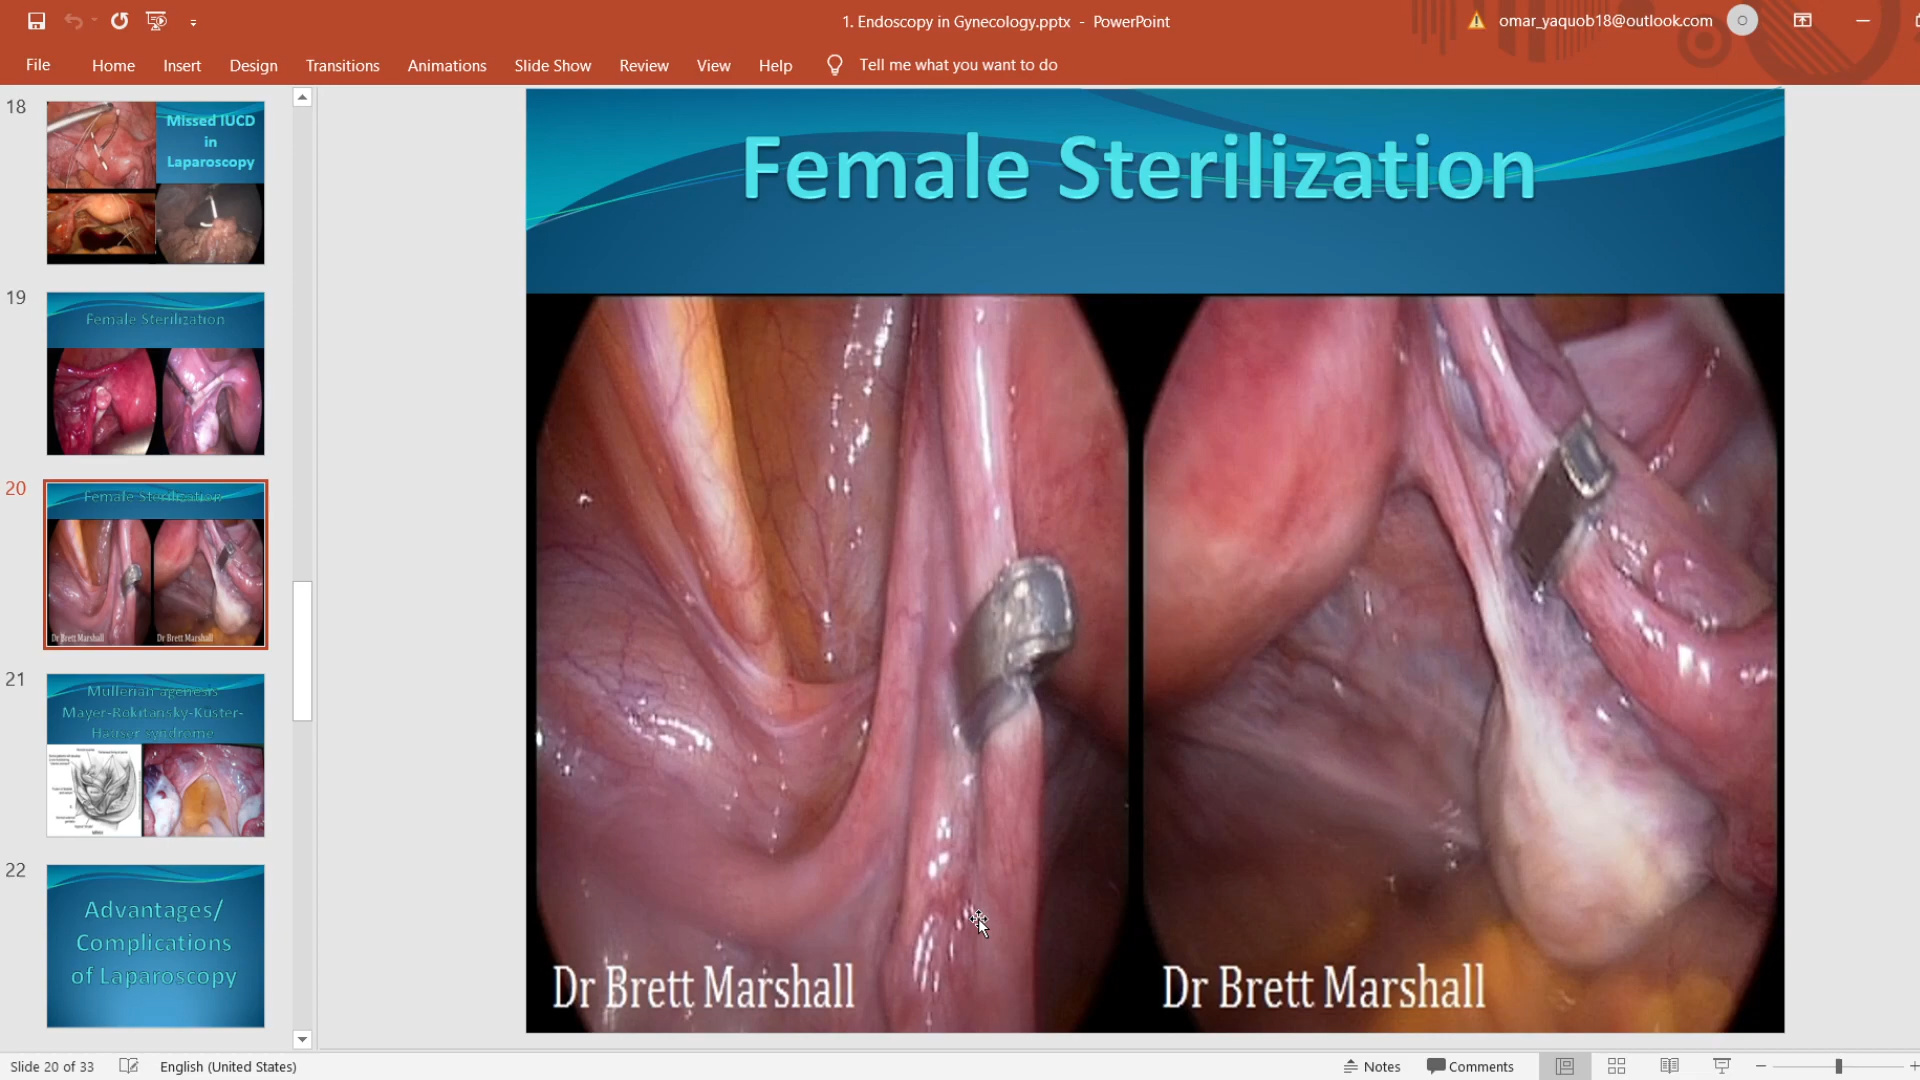 1. Endoscopy in Gynecology.pptx - PowerPoint
omar_yaquob18@outlook.com
O
File
Home
Insert
Design
Transitions
Animations
Slide Show
Review
View
Help
Tell me what you want to do
18
Missed IUCD
in
Laparoscopy
19
Female Sterilization
20
Female Sterilization
Dr Brett Marshall
Dr Brett Marshall
21
Mullerian agenesis
Mayer-Rokitansky-Kuster-
Hauser syndrome
22
Advantages/
Complications
of Laparoscopy
Female Sterilization
Dr Brett Marshall
Dr Brett Marshall
Slide 20 of 33
English (United States)
Notes
Comments